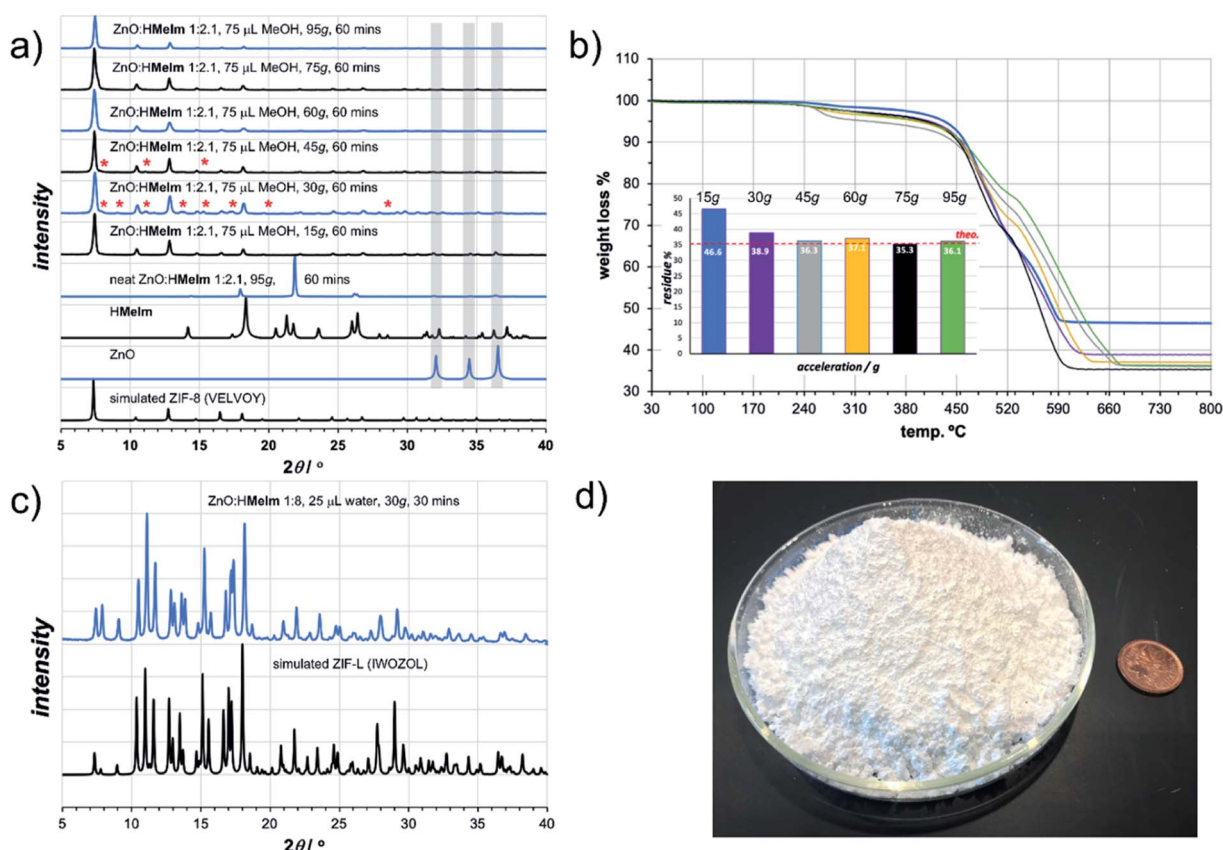 a)
ZnO:HMeIm 1:2.1, 75 μL MeOH, 95g, 60 mins
ZnO:HMeIm 1:2.1, 75 μL MeOH, 75g, 60 mins
ZnO:HMeIm 1:2.1, 75 μL MeOH, 60g, 60 mins
ZnO:HMeIm 1:2.1, 75 μL MeOH, 45g, 60 mins
* * *
ZnO:HMeIm 1:2.1, 75 μL MeOH, 30g, 60 mins
* * * * * * *
ZnO:HMeIm 1:2.1, 75 μL MeOH, 15g, 60 mins
neat ZnO:HMeIm 1:2.1, 95g, 60 mins
HMeIm
ZnO
simulated ZIF-8 (VELVOY)
intensity
5 10 15 20 25 30 35 40
2θ/ °
b)
110
100
90
80
70
60
50
40
30
weight loss %
30 100 170 240 310 380 450 520 590 660 730 800
temp. ºC
15g 30g 45g 60g 75g 95g
50
45
40
35
30
25
20
15
10
5
0
residue %
theo.
46.6 38.9 36.3 37.1 35.3 36.1
acceleration / g
c)
ZnO:HMeIm 1:8, 25 μL water, 30g, 30 mins
simulated ZIF-L (IWOZOL)
intensity
5 10 15 20 25 30 35 40
2θ/ °
d)